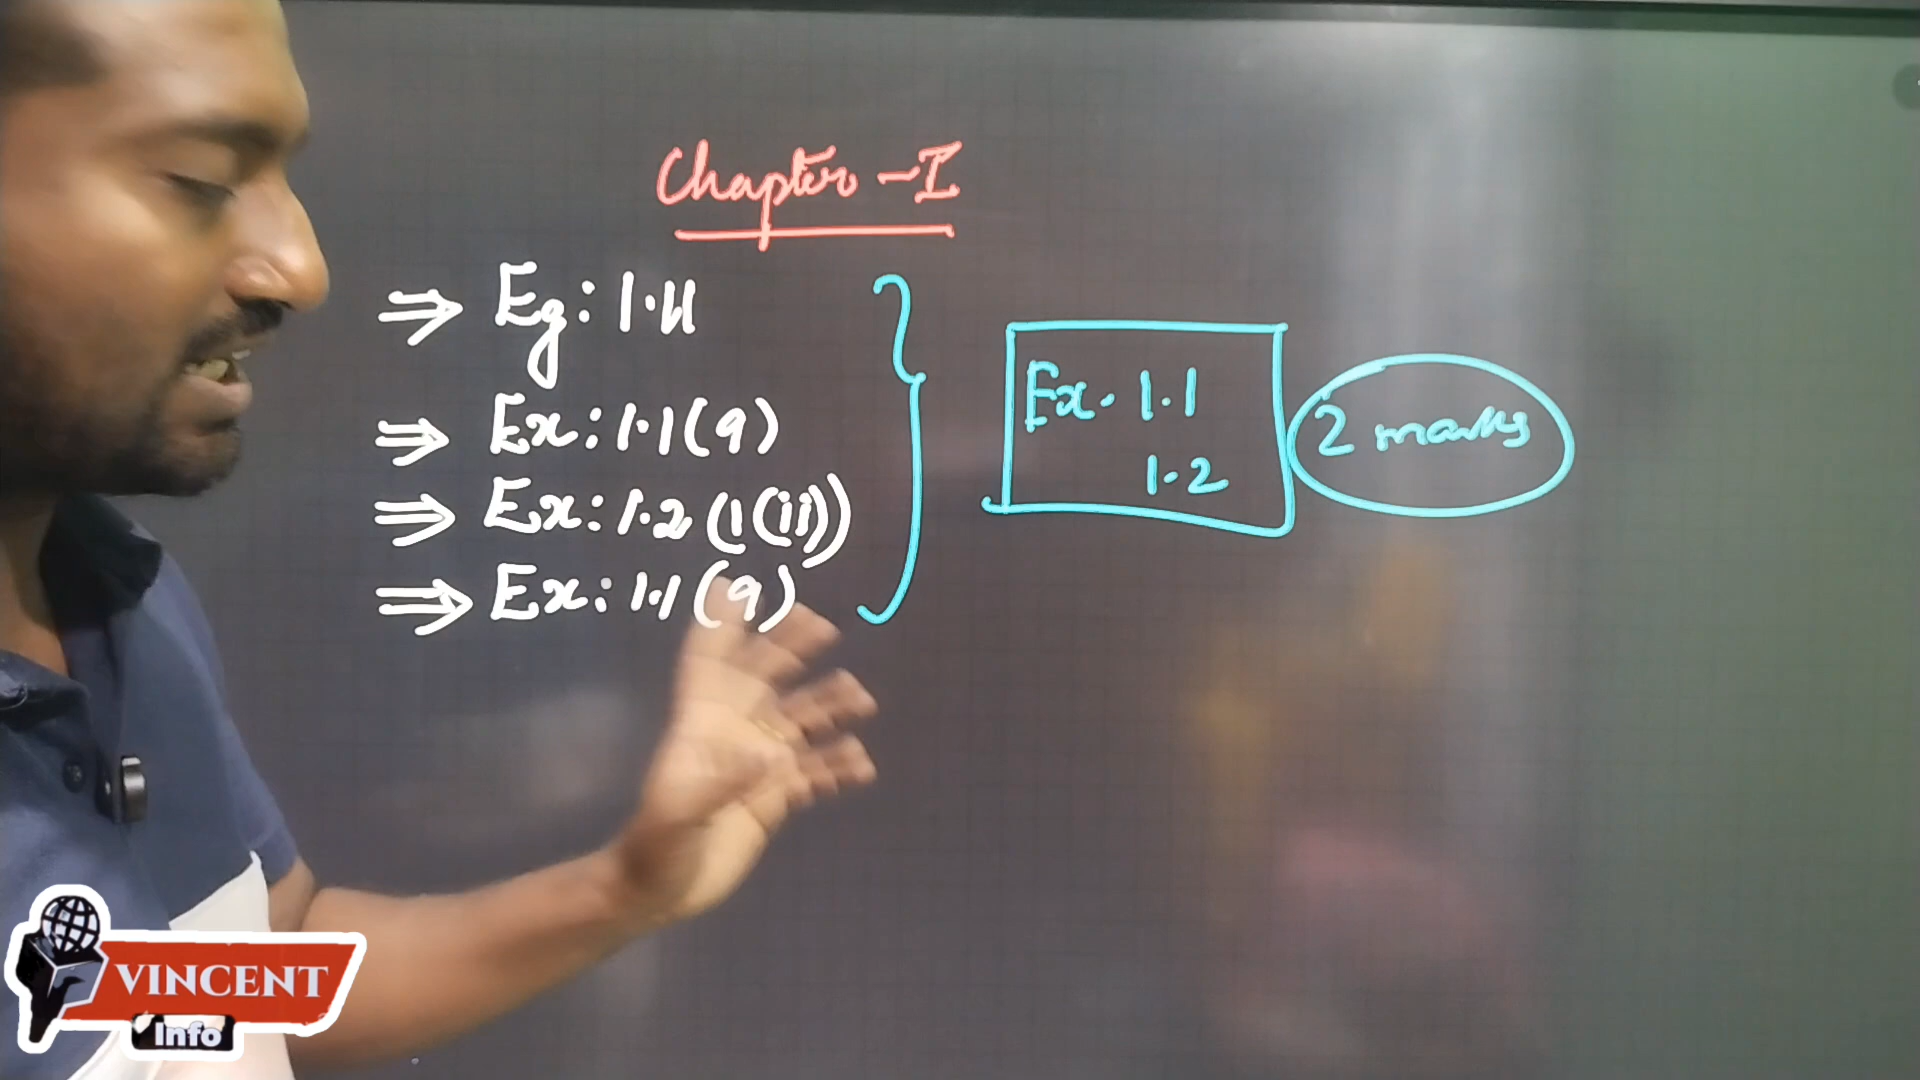 Chapter - I
⇒ Eg: 1.11
⇒ Ex: 1.1 (9)
⇒ Ex: 1.2 (1(ii))
⇒ Ex: 1.1 (9)
Ex. 1.1
1.2
2 marks
VINCENT
Info